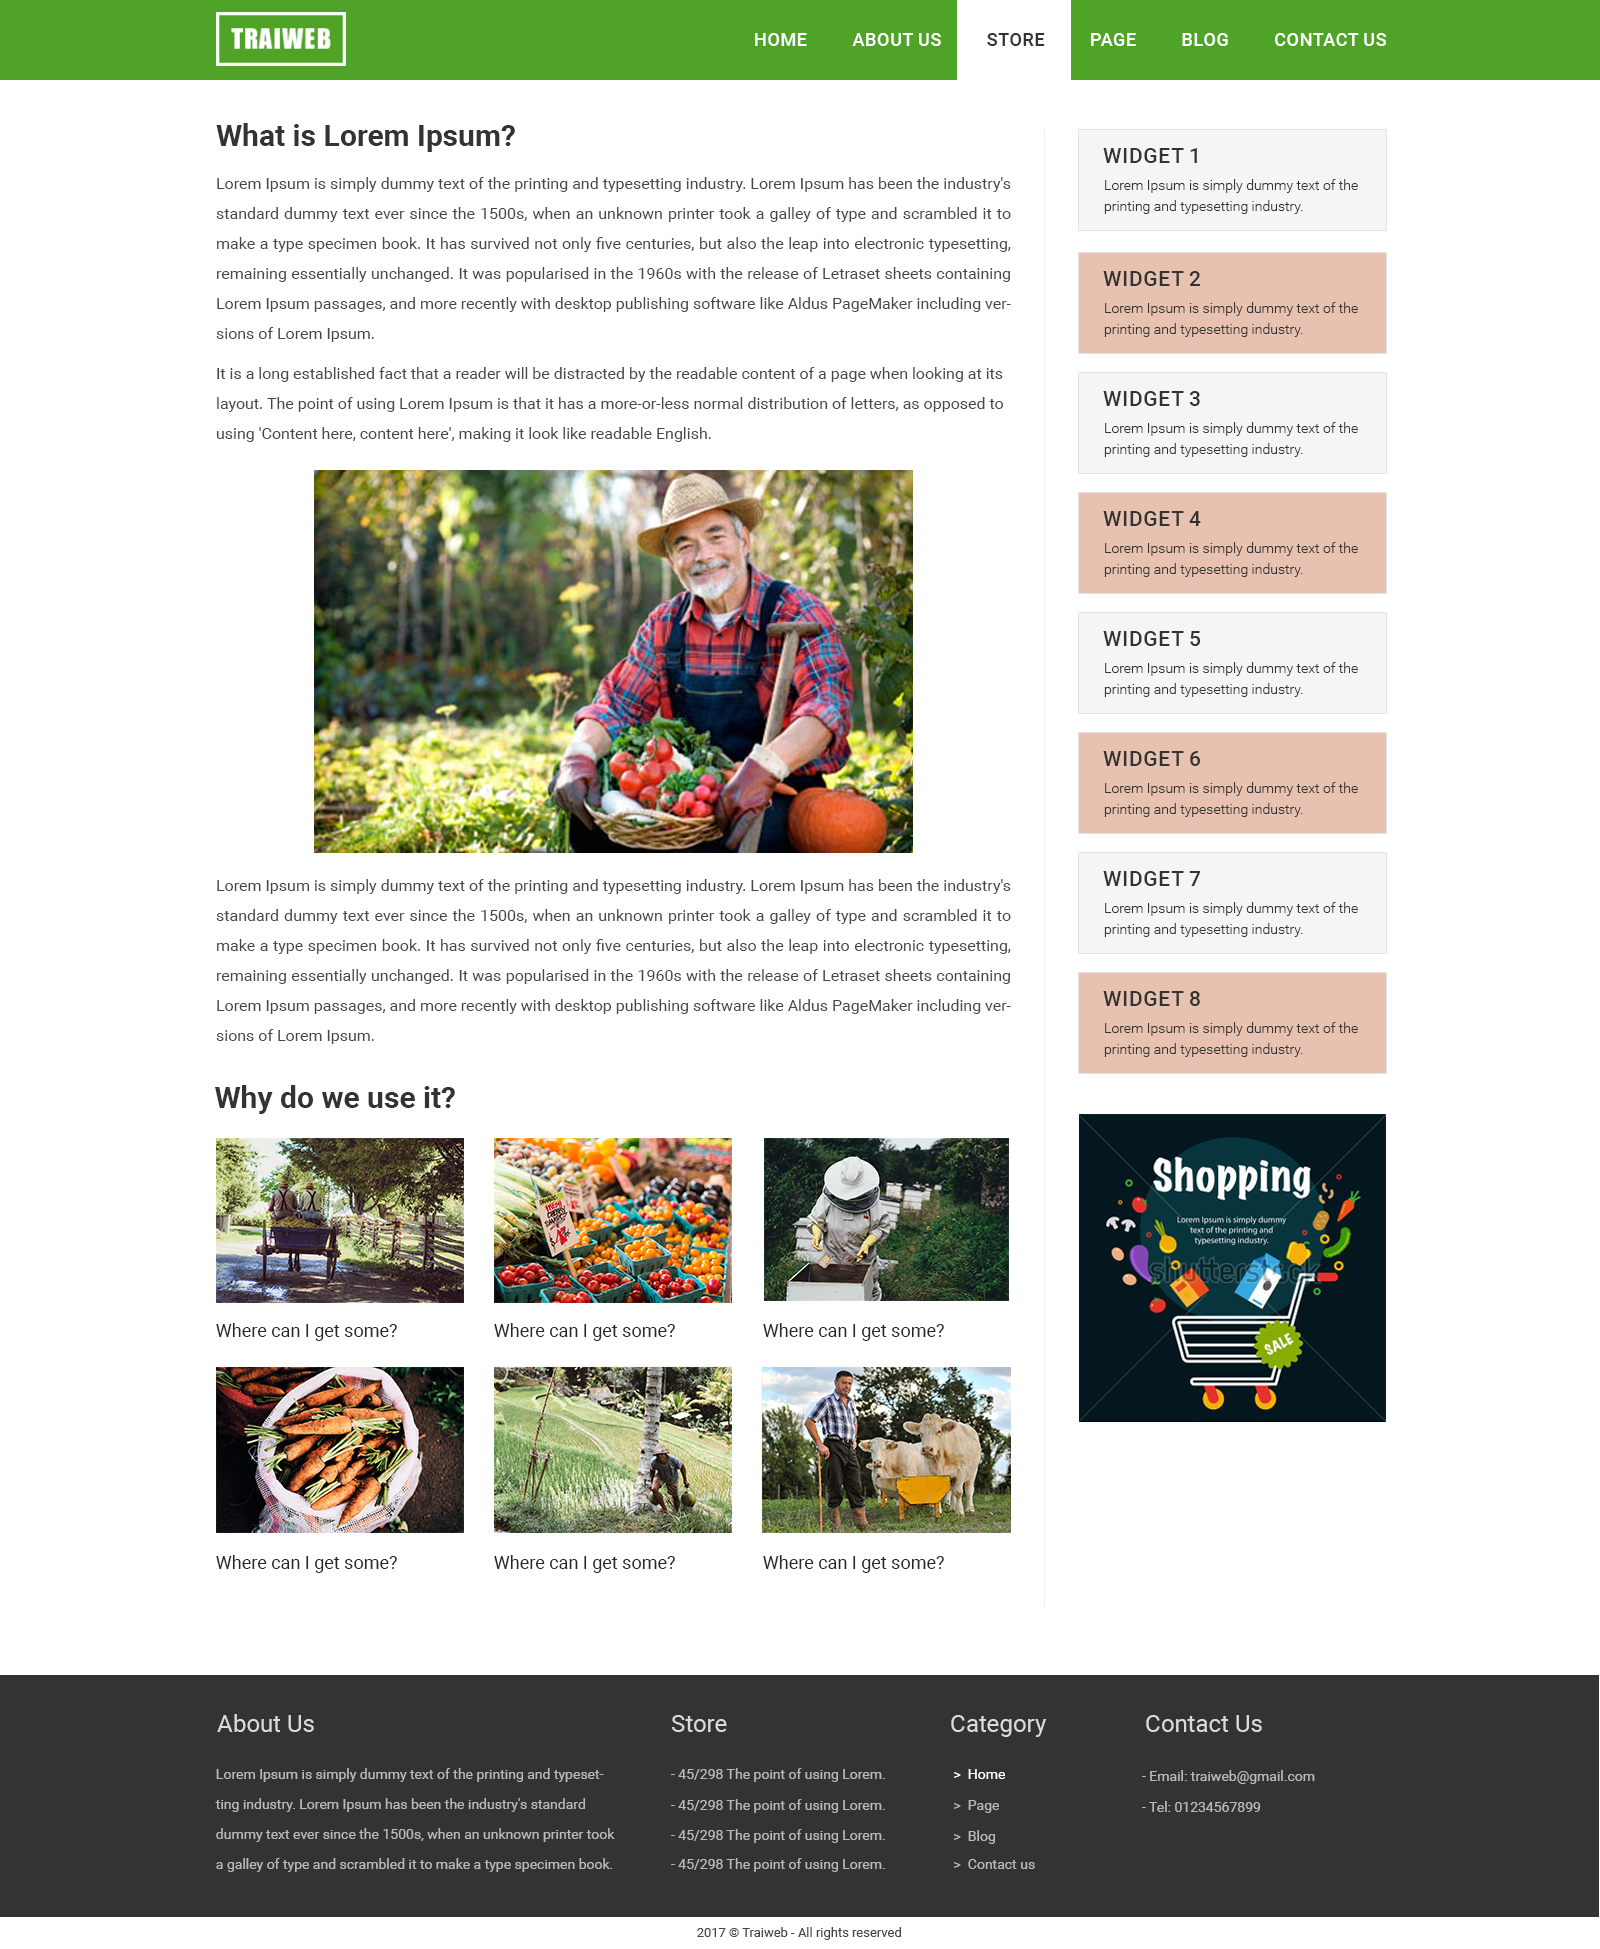 TRAIWEB
HOME
ABOUT US
STORE
PAGE
BLOG
CONTACT US
What is Lorem Ipsum?
Lorem Ipsum is simply dummy text of the printing and typesetting industry. Lorem Ipsum has been the industry's
standard dummy text ever since the 1500s, when an unknown printer took a galley of type and scrambled it to
make a type specimen book. It has survived not only five centuries, but also the leap into electronic typesetting,
remaining essentially unchanged. It was popularised in the 1960s with the release of Letraset sheets containing
Lorem Ipsum passages, and more recently with desktop publishing software like Aldus PageMaker including ver-
sions of Lorem Ipsum.
It is a long established fact that a reader will be distracted by the readable content of a page when looking at its
layout. The point of using Lorem Ipsum is that it has a more-or-less normal distribution of letters, as opposed to
using 'Content here, content here', making it look like readable English.
Lorem Ipsum is simply dummy text of the printing and typesetting industry. Lorem Ipsum has been the industry's
standard dummy text ever since the 1500s, when an unknown printer took a galley of type and scrambled it to
make a type specimen book. It has survived not only five centuries, but also the leap into electronic typesetting,
remaining essentially unchanged. It was popularised in the 1960s with the release of Letraset sheets containing
Lorem Ipsum passages, and more recently with desktop publishing software like Aldus PageMaker including ver-
sions of Lorem Ipsum.
Why do we use it?
Where can I get some?
Where can I get some?
Where can I get some?
Where can I get some?
Where can I get some?
Where can I get some?
WIDGET 1
Lorem Ipsum is simply dummy text of the
printing and typesetting industry.
WIDGET 2
Lorem Ipsum is simply dummy text of the
printing and typesetting industry.
WIDGET 3
Lorem Ipsum is simply dummy text of the
printing and typesetting industry.
WIDGET 4
Lorem Ipsum is simply dummy text of the
printing and typesetting industry.
WIDGET 5
Lorem Ipsum is simply dummy text of the
printing and typesetting industry.
WIDGET 6
Lorem Ipsum is simply dummy text of the
printing and typesetting industry.
WIDGET 7
Lorem Ipsum is simply dummy text of the
printing and typesetting industry.
WIDGET 8
Lorem Ipsum is simply dummy text of the
printing and typesetting industry.
Shopping
Lorem Ipsum is simply dummy
text of the printing and
typesetting industry.
shutterstock
SALE
About Us
Lorem Ipsum is simply dummy text of the printing and typeset-
ting industry. Lorem Ipsum has been the industry's standard
dummy text ever since the 1500s, when an unknown printer took
a galley of type and scrambled it to make a type specimen book.
Store
- 45/298 The point of using Lorem.
- 45/298 The point of using Lorem.
- 45/298 The point of using Lorem.
- 45/298 The point of using Lorem.
Category
> Home
> Page
> Blog
> Contact us
Contact Us
- Email: traiweb@gmail.com
- Tel: 01234567899
2017 © Traiweb - All rights reserved